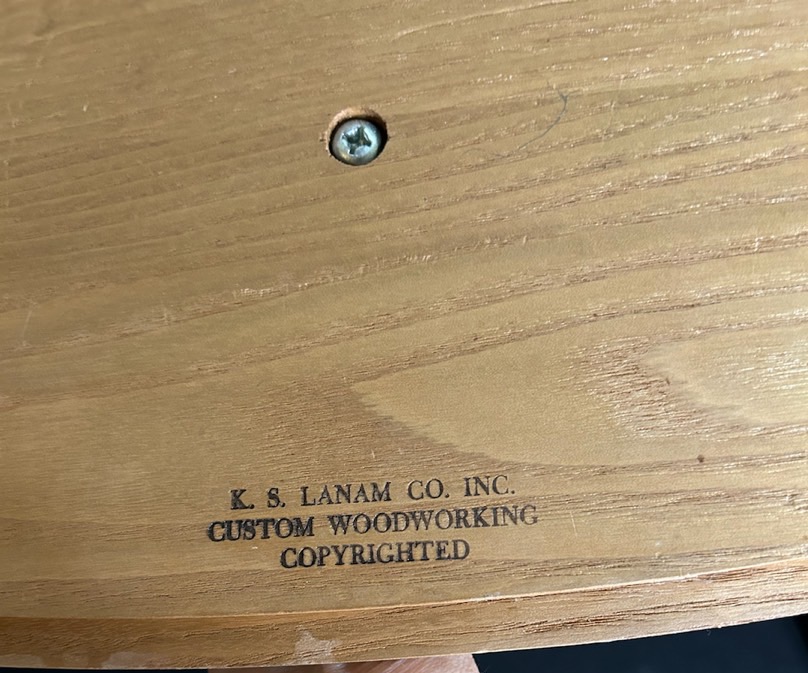 K. S. LANAM CO. INC.
CUSTOM WOODWORKING
COPYRIGHTED